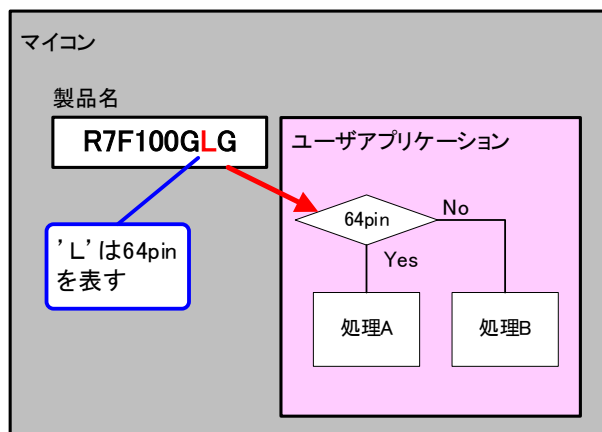 マイコン
製品名
R7F100GLG
ユーザアプリケーション
64pin
No
Yes
'L'は64pin
を表す
処理A
処理B